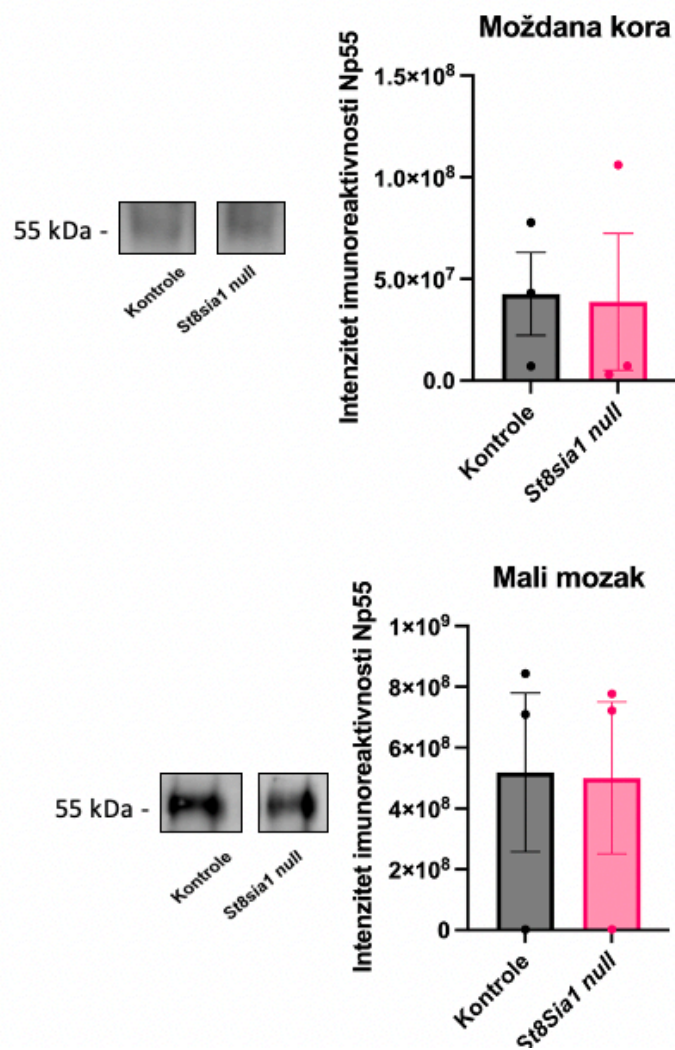 Moždana kora
Intenzitet imunoreaktivnosti Np55
1.5×10⁸
1.0×10⁸
5.0×10⁷
0.0
55 kDa -
Kontrole
St8sia1 null
Kontrole
St8sia1 null
Mali mozak
Intenzitet imunoreaktivnosti Np55
1×10⁹
8×10⁸
6×10⁸
4×10⁸
2×10⁸
0
55 kDa -
Kontrole
St8sia1 null
Kontrole
St8Sia1 null